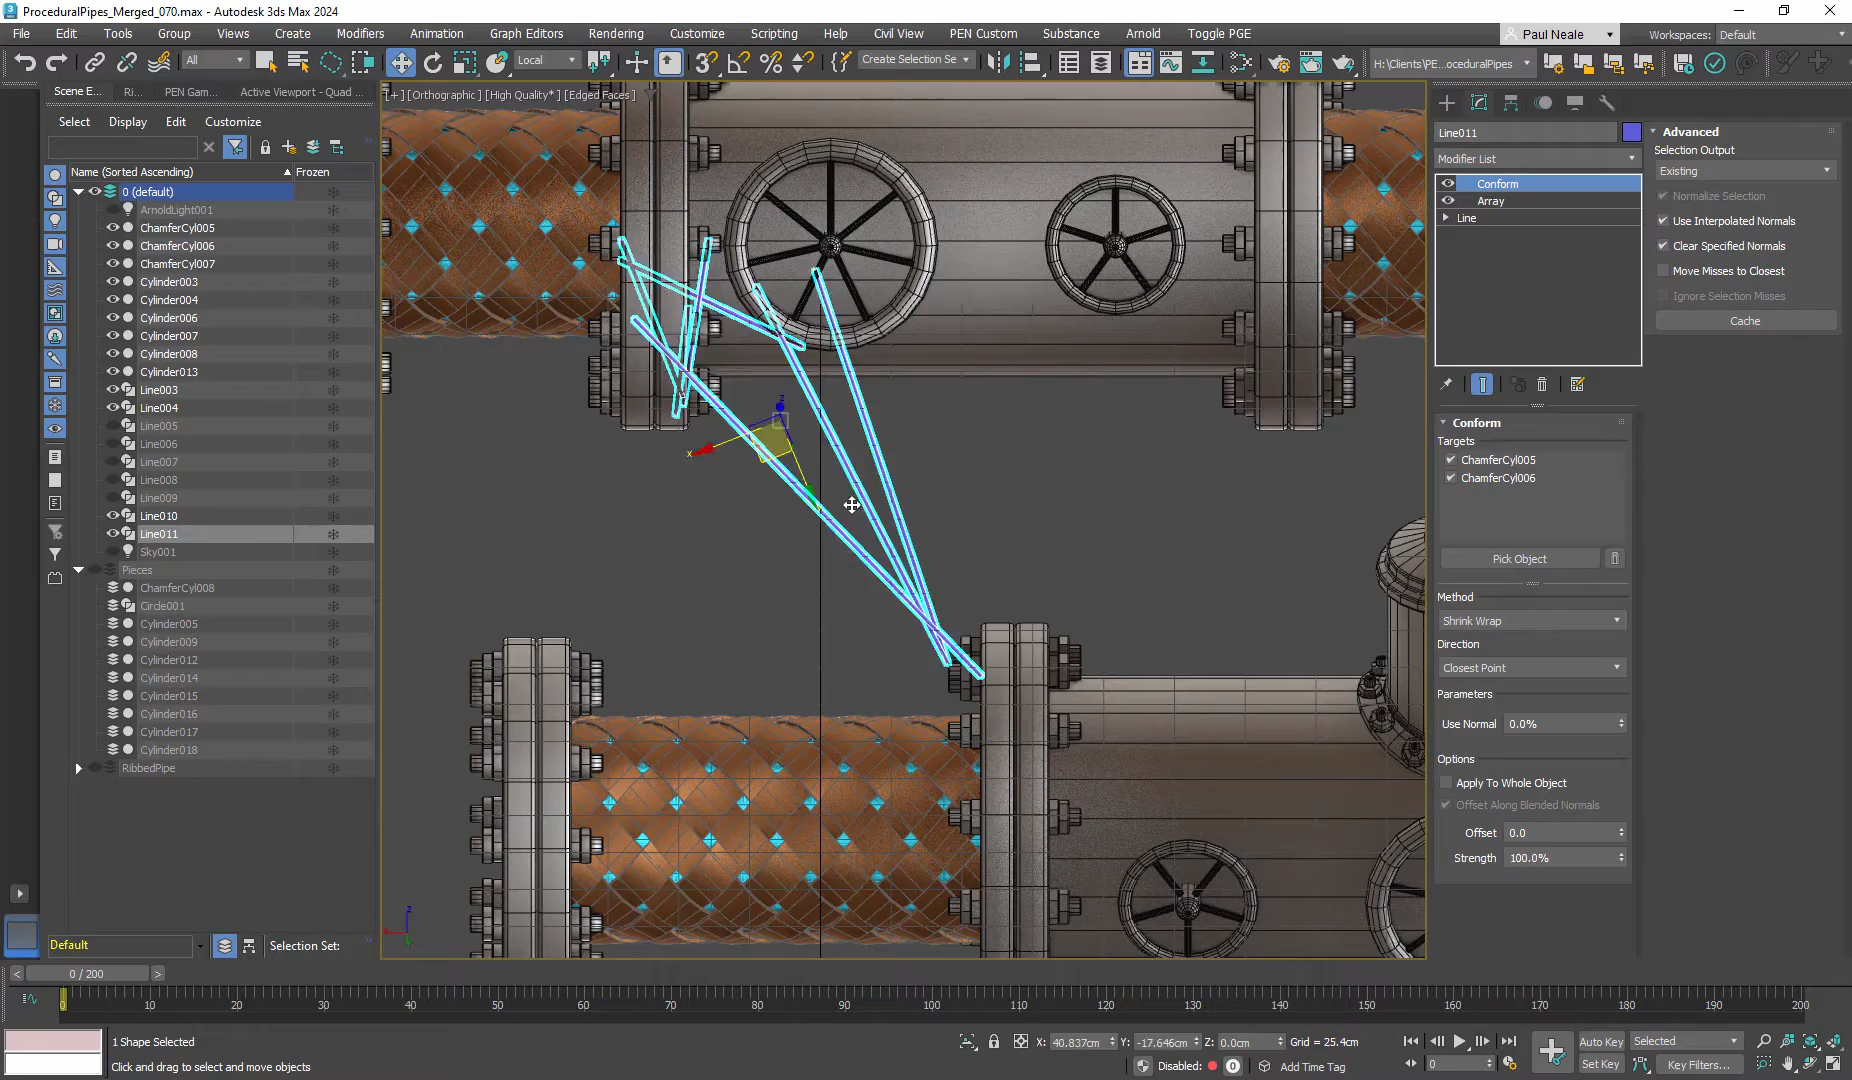 ProceduralPipes_Merged_070.max - Autodesk 3ds Max 2024
File Edit Tools Group Views Create Modifiers Animation Graph Editors Rendering Customize Scripting Help Civil View PEN Custom Substance Arnold Toggle PGE
Paul Neale
Workspaces: Default
All
Local
Create Selection Se
H:\Clients\PE...oceduralPipes
Scene E... Ri... PEN Gam... Active Viewport - Quad ...
Select Display Edit Customize
Name (Sorted Ascending) Frozen
0 (default)
ArnoldLight001
ChamferCyl005
ChamferCyl006
ChamferCyl007
Cylinder003
Cylinder004
Cylinder006
Cylinder007
Cylinder008
Cylinder013
Line003
Line004
Line005
Line006
Line007
Line008
Line009
Line010
Line011
Sky001
Pieces
ChamferCyl008
Circle001
Cylinder005
Cylinder009
Cylinder012
Cylinder014
Cylinder015
Cylinder016
Cylinder017
Cylinder018
RibbedPipe
Default
Selection Set:
[+] [Orthographic] [High Quality*] [Edged Faces]
z
x
z
Line011
Modifier List
Conform
Array
Line
Conform
Targets
ChamferCyl005
ChamferCyl006
Pick Object
Method
Shrink Wrap
Direction
Closest Point
Parameters
Use Normal 0.0%
Options
Apply To Whole Object
Offset Along Blended Normals
Offset 0.0
Strength 100.0%
Advanced
Selection Output
Existing
Normalize Selection
Use Interpolated Normals
Clear Specified Normals
Move Misses to Closest
Ignore Selection Misses
Cache
< 0 / 200 >
0 10 20 30 40 50 60 70 80 90 100 110 120 130 140 150 160 170 180 190 200
1 Shape Selected
Click and drag to select and move objects
X: 40.837cm Y: -17.646cm Z: 0.0cm Grid = 25.4cm
Disabled: 0 Add Time Tag
0
Auto Key Selected
Set Key Key Filters...